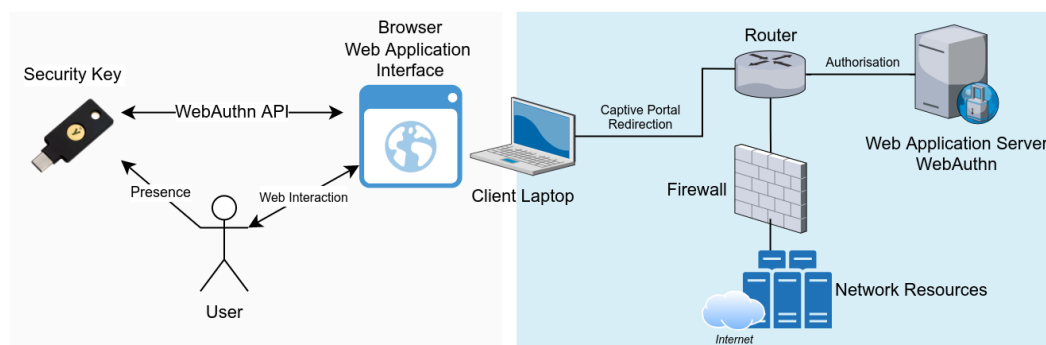 Browser
Web Application
Interface
Security Key
WebAuthn API
Presence
Web Interaction
User
Client Laptop
Captive Portal
Redirection
Router
Authorisation
Web Application Server
WebAuthn
Firewall
Network Resources
Internet
y